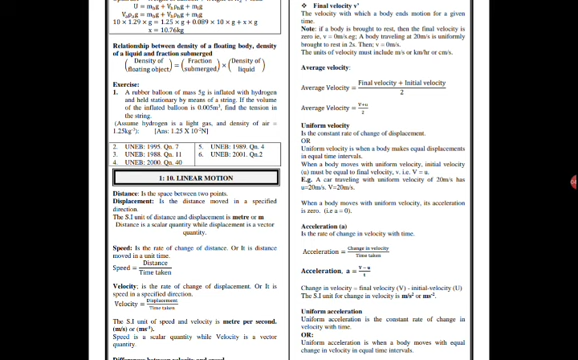 U = m_bg + V_bρ_hg + m_1g
V_aρ_ag = m_bg + V_bρ_hg + m_1g
10 × 1.29 × g = 1.25 × g + 0.089 × 10 × g + x × g
x = 10.76kg
Relationship between density of a floating body, density
of a liquid and fraction submerged
(Density of floating object) = (Fraction submerged) × (Density of liquid)
Exercise:
1. A rubber balloon of mass 5g is inflated with hydrogen
and held stationary by means of a string. If the volume
of the inflated balloon is 0.005m³, find the tension in
the string.
(Assume hydrogen is a light gas, and density of air =
1.25kg⁻³): [Ans: 1.25 X 10⁻²N]
2. UNEB: 1995. Qn. 7
3. UNEB: 1988. Qn. 11
4. UNEB: 2000. Qn. 40
5. UNEB: 1989. Qn. 4
6. UNEB: 2001. Qn.2
1: 10. LINEAR MOTION
Distance: Is the space between two points.
Displacement: Is the distance moved in a specified
direction.
The S.I unit of distance and displacement is metre or m
Distance is a scalar quantity while displacement is a vector
quantity.
Speed: Is the rate of change of distance. Or It is distance
moved in a unit time.
Speed = Distance / Time taken
Velocity: is the rate of change of displacement. Or It is
speed in a specified direction.
Velocity = Displacement / Time taken
The S.I unit of speed and velocity is metre per second.
(m/s) or (ms⁻¹).
Speed is a scalar quantity while Velocity is a vector
quantity.
Differences between velocity and speed
❖ Final velocity v'
The velocity with which a body ends motion for a given
time.
Note: if a body is brought to rest, then the final velocity is
zero ie, v = 0m/s.eg: A body traveling at 20m/s is uniformly
brought to rest in 2s. Then; v = 0m/s.
The units of velocity must include m/s or km/hr or cm/s.
Average velocity:
Average Velocity = Final velocity + Initial velocity / 2
Average Velocity = v+u / 2
Uniform velocity
Is the constant rate of change of displacement.
OR
Uniform velocity is when a body makes equal displacements
in equal time intervals.
When a body moves with uniform velocity, initial velocity
(u) must be equal to final velocity, v. i.e. V = u.
E.g. A car traveling with uniform velocity of 20m/s has
u=20m/s. V=20m/s.
When a body moves with uniform velocity, its acceleration
is zero. (i.e a = 0).
Acceleration (a)
Is the rate of change of velocity with time.
Acceleration = Change in velocity / Time taken
Acceleration, a = v − u / t
Change in velocity = final velocity (V) - initial-velocity (U)
The S.I unit for change in velocity is m/s² or ms⁻².
Uniform acceleration
Uniform acceleration is the constant rate of change of
velocity with time.
OR:
Uniform acceleration is when a body moves with equal
change in velocity in equal time intervals.